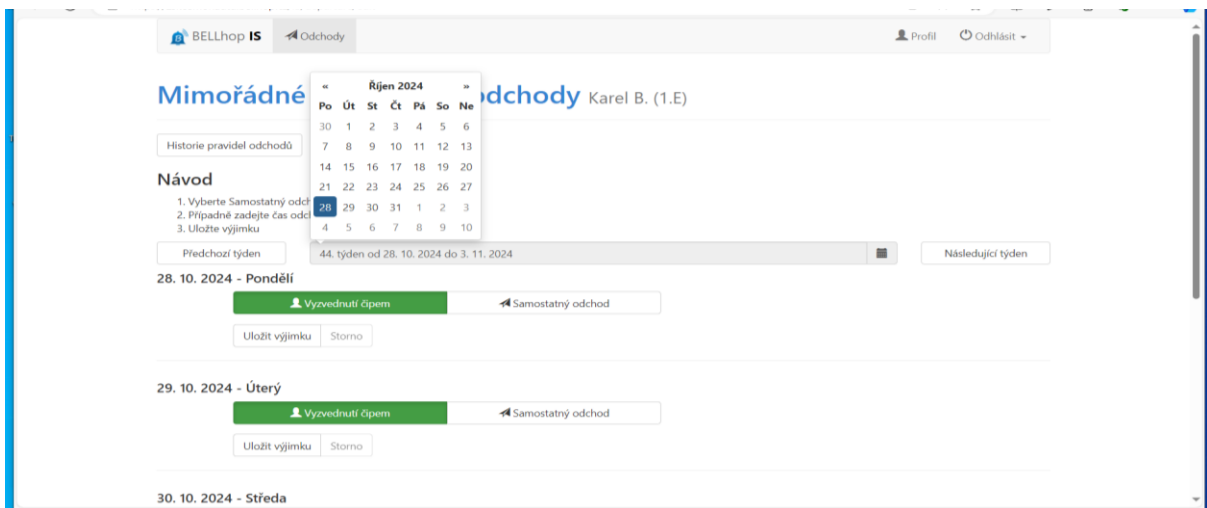 BELLhop IS Odchody Profil Odhlásit
Mimořádné odchody Karel B. (1.E)
« Říjen 2024 »
Po Út St Čt Pá So Ne
30 1 2 3 4 5 6
7 8 9 10 11 12 13
14 15 16 17 18 19 20
21 22 23 24 25 26 27
28 29 30 31 1 2 3
4 5 6 7 8 9 10
Historie pravidel odchodů
Návod
1. Vyberte Samostatný odch
2. Případně zadejte čas odch
3. Uložte výjimku
Předchozí týden 44. týden od 28. 10. 2024 do 3. 11. 2024 Následující týden
28. 10. 2024 - Pondělí
Vyzvednutí čipem Samostatný odchod
Uložit výjimku Storno
29. 10. 2024 - Úterý
Vyzvednutí čipem Samostatný odchod
Uložit výjimku Storno
30. 10. 2024 - Středa